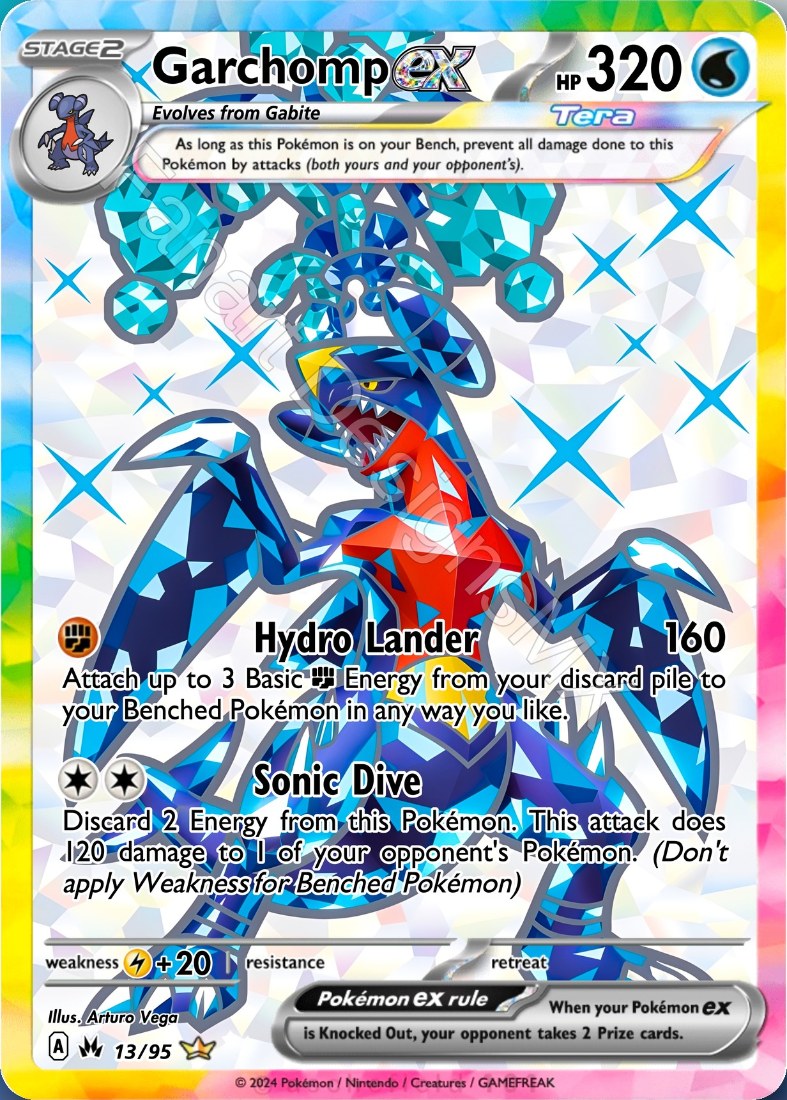 STAGE2
Garchomp ex
HP 320
Evolves from Gabite
Tera
As long as this Pokémon is on your Bench, prevent all damage done to this
Pokémon by attacks (both yours and your opponent's).
Fanart DesignsMX
Hydro Lander 160
Attach up to 3 Basic Energy from your discard pile to
your Benched Pokémon in any way you like.
Sonic Dive
Discard 2 Energy from this Pokémon. This attack does
120 damage to 1 of your opponent's Pokémon. (Don't
apply Weakness for Benched Pokémon)
weakness +20 resistance retreat
Illus. Arturo Vega
Pokémon ex rule
When your Pokémon ex
is Knocked Out, your opponent takes 2 Prize cards.
A 13/95
© 2024 Pokémon / Nintendo / Creatures / GAMEFREAK